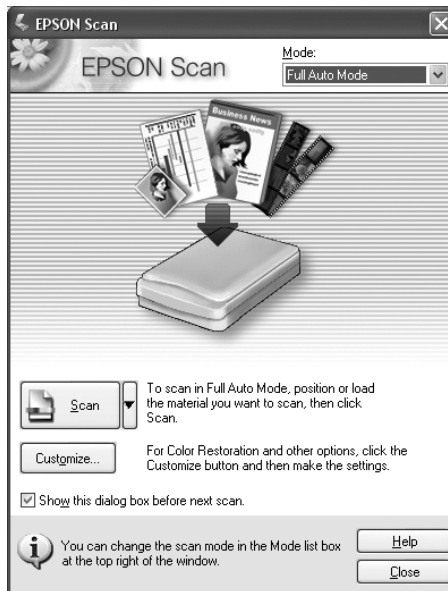 EPSON Scan
EPSON Scan
Mode:
Full Auto Mode
Business News
Scan
To scan in Full Auto Mode, position or load
the material you want to scan, then click
Scan.
Customize...
For Color Restoration and other options, click the
Customize button and then make the settings.
Show this dialog box before next scan.
You can change the scan mode in the Mode list box
at the top right of the window.
Help
Close